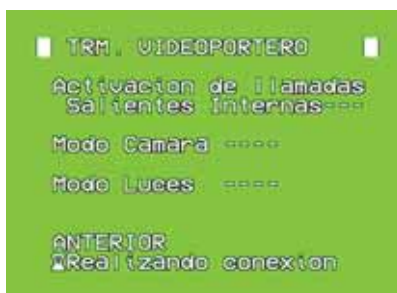 TRM. VIDEOPORTERO
Activacion de llamadas
Salientes Internas---
Modo Camara ----
Modo Luces ----
ANTERIOR
Realizando conexion